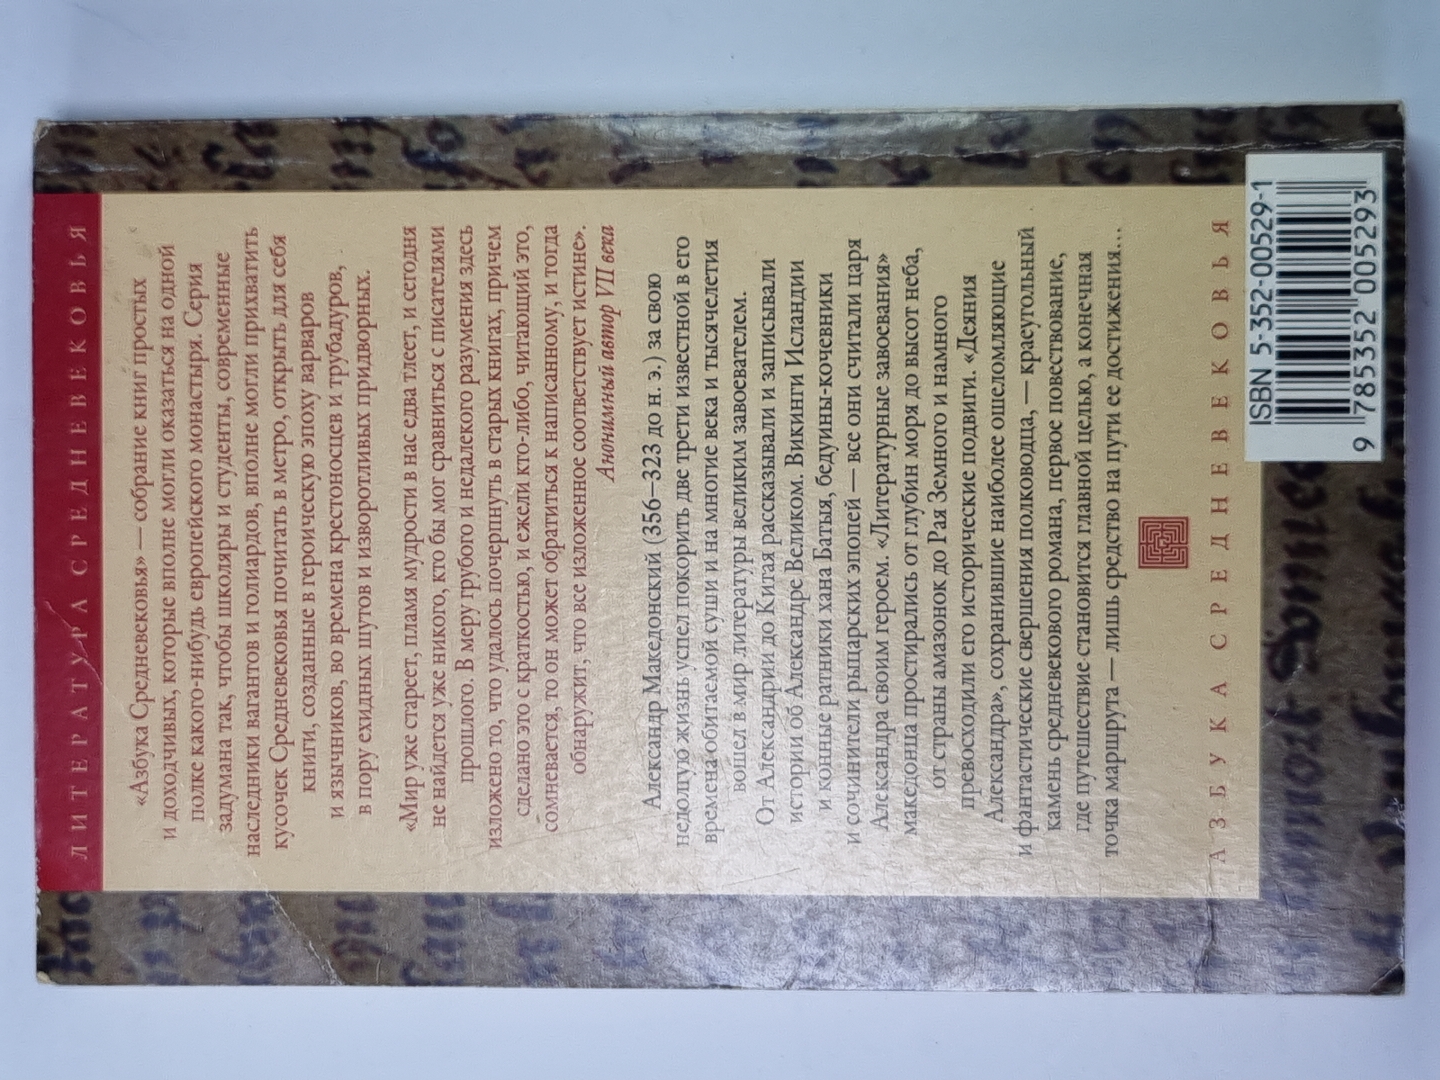 ЛИТЕРАТУРА СРЕДНЕВЕКОВЬЯ
«Азбука Средневековья» — собрание книг простых
и доходчивых, которые вполне могли оказаться на одной
полке какого-нибудь европейского монастыря. Серия
задумана так, чтобы школяры и студенты, современные
наследники вагантов и голиардов, вполне могли прихватить
кусочек Средневековья почитать в метро, открыть для себя
книги, созданные в героическую эпоху варваров
и язычников, во времена крестоносцев и трубадуров,
в пору ехидных шутов и изворотливых придворных.
«Мир уже стареет, пламя мудрости в нас едва тлеет, и сегодня
не найдется уже никого, кто бы мог сравниться с писателями
прошлого. В меру грубого и недалекого разумения здесь
изложено то, что удалось почерпнуть в старых книгах, причем
сделано это с краткостью, и ежели кто-либо, читающий это,
сомневается, то он может обратиться к написанному, и тогда
обнаружит, что все изложенное соответствует истине».
Анонимный автор VII века
Александр Македонский (356–323 до н. э.) за свою
недолгую жизнь успел покорить две трети известной в его
времена обитаемой суши и на многие века и тысячелетия
вошел в мир литературы великим завоевателем.
От Александрии до Китая рассказывали и записывали
истории об Александре Великом. Викинги Исландии
и конные ратники хана Батыя, бедуины-кочевники
и сочинители рыцарских эпопей — все они считали царя
Александра своим героем. «Литературные завоевания»
македонца простирались от глубин моря до высот неба,
от страны амазонок до Рая Земного и намного
превосходили его исторические подвиги. «Деяния
Александра», сохранившие наиболее ошеломляющие
и фантастические свершения полководца, — краеугольный
камень средневекового романа, первое повествование,
где путешествие становится главной целью, а конечная
точка маршрута — лишь средство на пути ее достижения...
АЗБУКА СРЕДНЕВЕКОВЬЯ
ISBN 5-352-00529-1
9 785352 005293